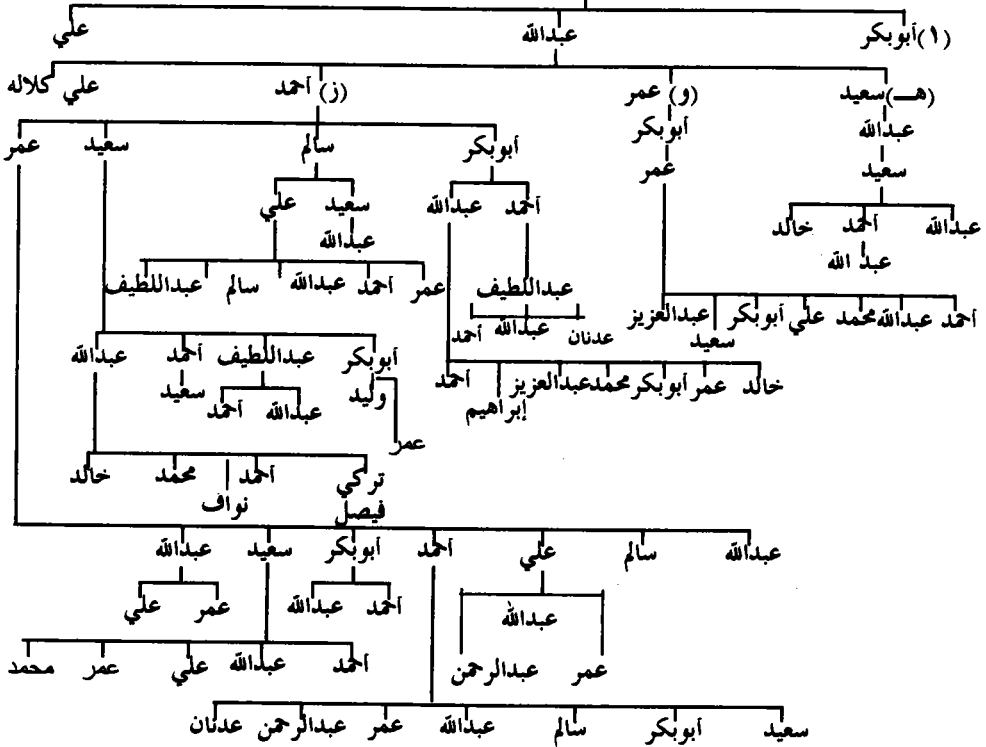 (١) أبوبكر عبدالله علي
(هـ) سعيد (و) عمر (ز) أحمد علي كلاله
عبدالله أبوبكر أبوبكر سالم سعيد عمر
سعيد عمر
أحمد عبدالله سعيد علي
عبدالله أحمد خالد
عبدالله
عبد الله
عمر أحمد عبدالله سالم عبداللطيف
عبداللطيف
أحمد عبدالله محمد علي أبوبكر سعيد عبدالعزيز
عدنان عبدالله أحمد
أبوبكر عبداللطيف أحمد عبدالله
خالد عمر أبوبكر محمد عبدالعزيز إبراهيم أحمد
وليد سعيد
عبدالله أحمد
عمر
تركي أحمد محمد خالد
فيصل نواف
عبدالله سالم علي أحمد أبوبكر سعيد عبدالله
أحمد عبدالله عمر علي
عبدالله
عمر عبدالرحمن أحمد عبدالله علي عمر محمد
سعيد أبوبكر سالم عبدالله عمر عبدالرحمن عدنان